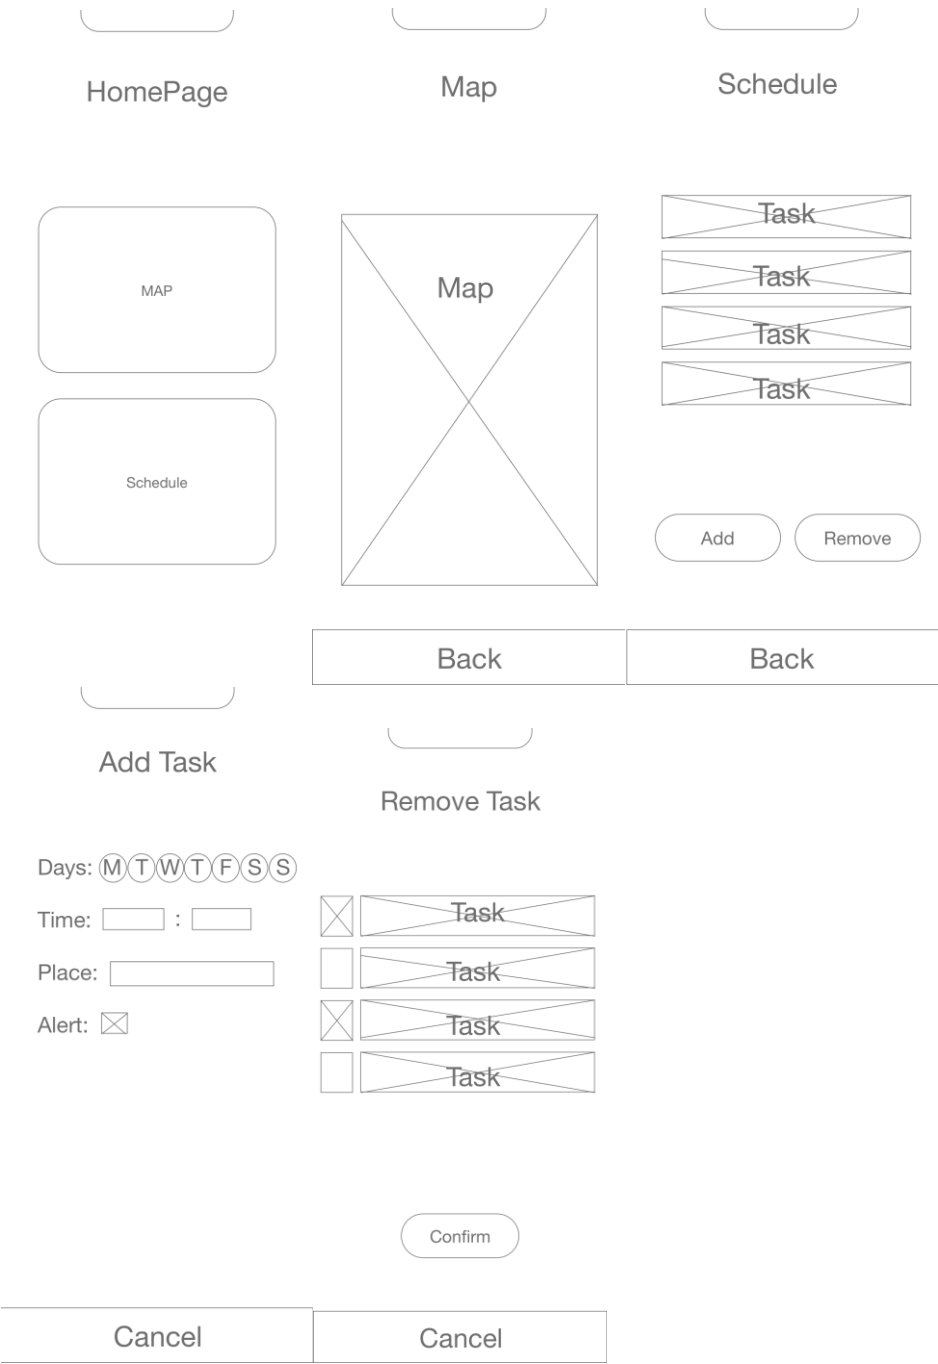 HomePage
MAP
Schedule
Map
Map
Back
Schedule
Task
Task
Task
Task
Add Remove
Back
Add Task
Days: M T W T F S S
Time: :
Place:
Alert:
Cancel
Remove Task
Task
Task
Task
Task
Confirm
Cancel